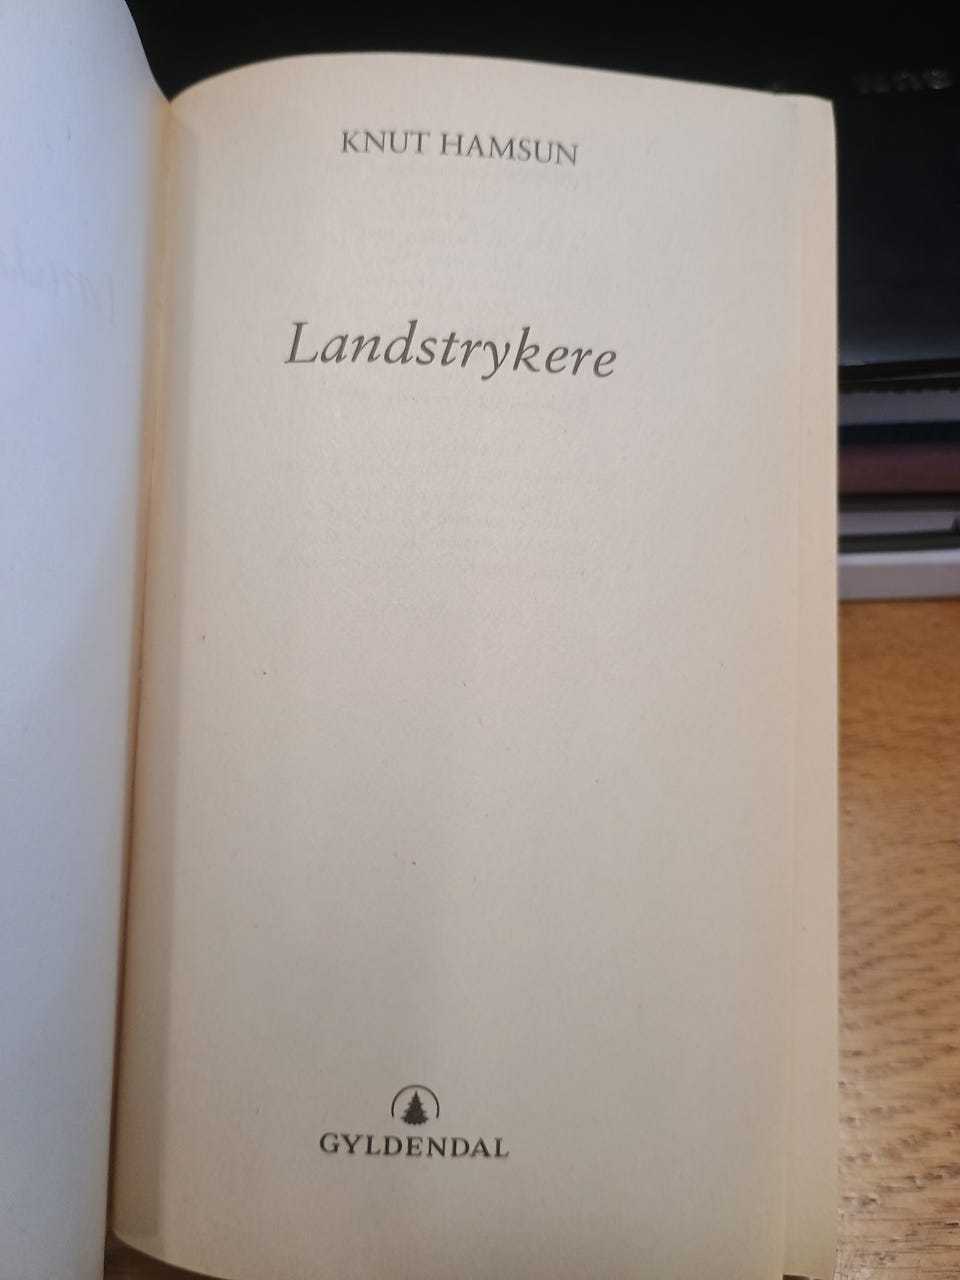 KNUT HAMSUN
Landstrykere
GYLDENDAL